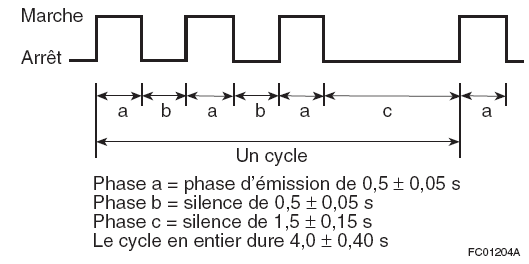 Marche
Arrêt
a b a b a c a
Un cycle
Phase a = phase d'émission de 0,5 ± 0,05 s
Phase b = silence de 0,5 ± 0,05 s
Phase c = silence de 1,5 ± 0,15 s
Le cycle en entier dure 4,0 ± 0,40 s
FC01204A